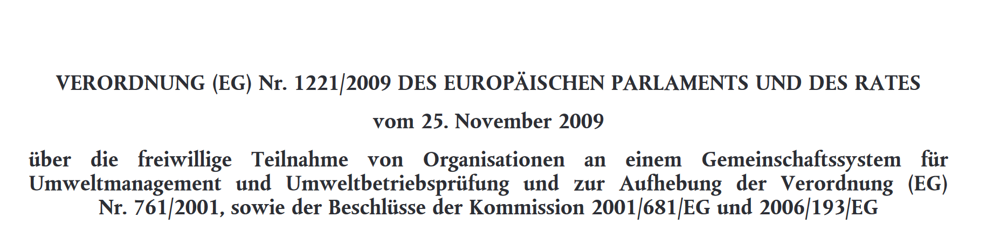 VERORDNUNG (EG) Nr. 1221/2009 DES EUROPÄISCHEN PARLAMENTS UND DES RATES
vom 25. November 2009
über die freiwillige Teilnahme von Organisationen an einem Gemeinschaftssystem für
Umweltmanagement und Umweltbetriebsprüfung und zur Aufhebung der Verordnung (EG)
Nr. 761/2001, sowie der Beschlüsse der Kommission 2001/681/EG und 2006/193/EG